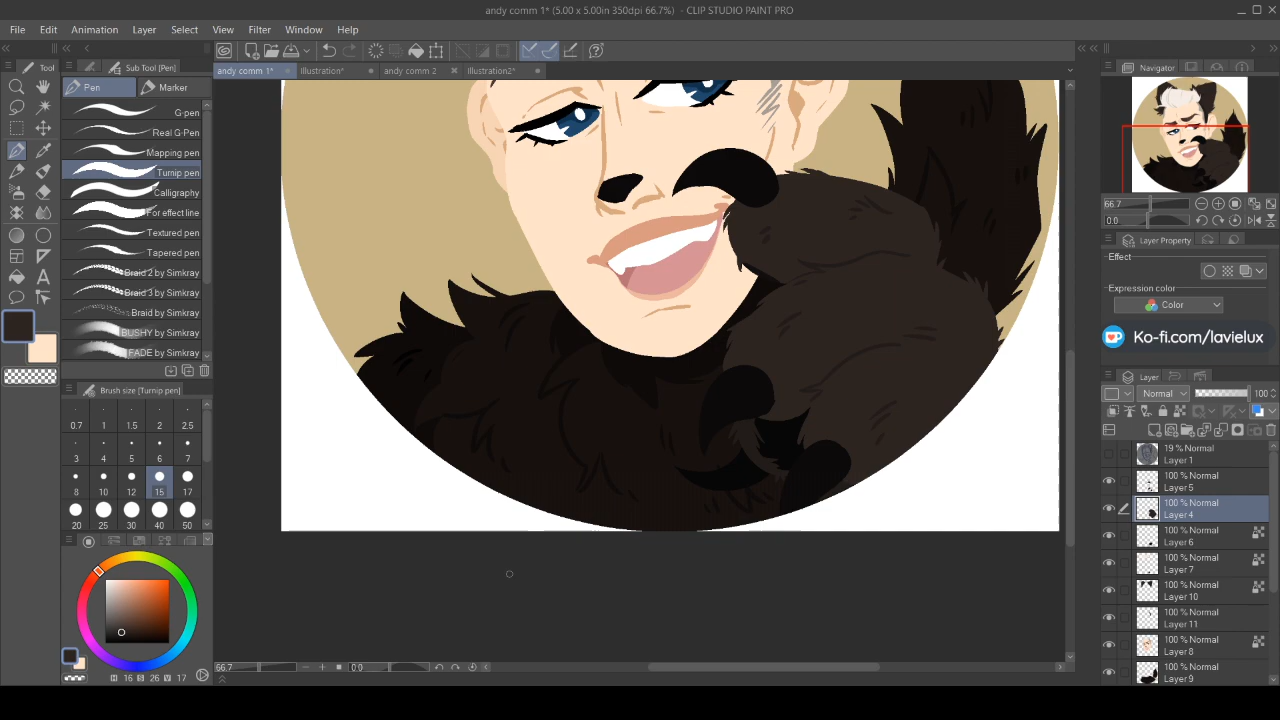 andy comm 1* (5.00 x 5.00in 350dpi 66.7%)  - CLIP STUDIO PAINT PRO
File Edit Animation Layer Select View Filter Window Help
Tool
Sub Tool [Pen]
andy comm 1*
Illustration*
andy comm 2
Illustration2*
Navigator
Pen
Marker
G-pen
Real G-Pen
Mapping pen
Turnip pen
Calligraphy
For effect line
Textured pen
Tapered pen
Braid 2 by Simkray
Braid 3 by Simkray
Braid by Simkray
BUSHY by Simkray
FADE by Simkray
Brush size [Turnip pen]
0.7 1 1.5 2 2.5
3 4 5 6 7
8 10 12 15 17
20 25 30 40 50
H 16 S 26 V 17
66.7
0.0
66.7
0.0
Layer Property
Effect
Expression color
Color
Ko-fi.com/lavielux
Layer
Normal
100
19 % Normal
Layer 1
100 % Normal
Layer 5
100 % Normal
Layer 4
100 % Normal
Layer 6
100 % Normal
Layer 7
100 % Normal
Layer 10
100 % Normal
Layer 11
100 % Normal
Layer 8
100 % Normal
Layer 9